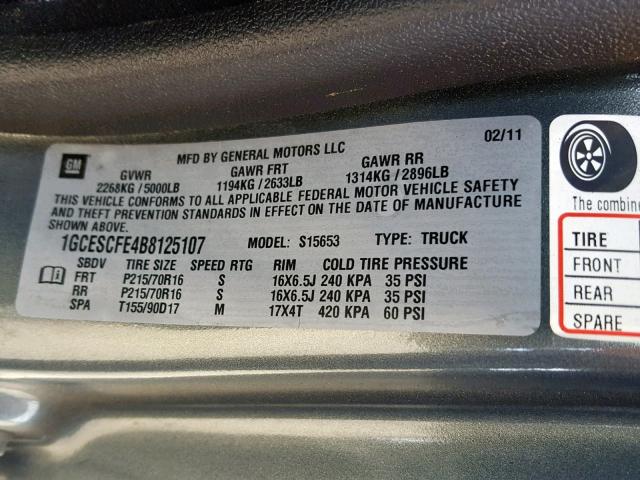 GM
MFD BY GENERAL MOTORS LLC 02/11
GVWR GAWR FRT GAWR RR
2268KG / 5000LB 1194KG / 2633LB 1314KG / 2896LB
THIS VEHICLE CONFORMS TO ALL APPLICABLE FEDERAL MOTOR VEHICLE SAFETY
AND THEFT PREVENTION STANDARDS IN EFFECT ON THE DATE OF MANUFACTURE
SHOWN ABOVE.
1GCESCFE4B8125107 MODEL: S15653 TYPE: TRUCK
SBDV TIRE SIZE SPEED RTG RIM COLD TIRE PRESSURE
FRT P215/70R16 S 16X6.5J 240 KPA 35 PSI
RR P215/70R16 S 16X6.5J 240 KPA 35 PSI
SPA T155/90D17 M 17X4T 420 KPA 60 PSI
The combine
TIRE
FRONT
REAR
SPARE